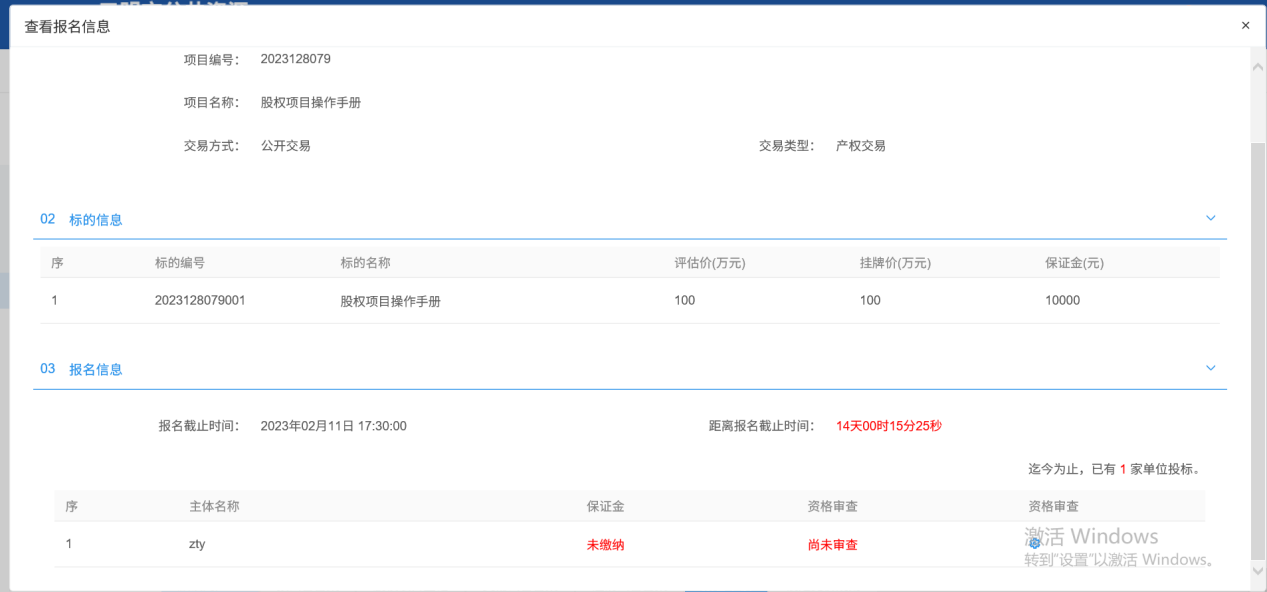 查看报名信息 ×
项目编号： 2023128079
项目名称： 股权项目操作手册
交易方式： 公开交易 交易类型： 产权交易
02 标的信息
序 标的编号 标的名称 评估价(万元) 挂牌价(万元) 保证金(元)
1 2023128079001 股权项目操作手册 100 100 10000
03 报名信息
报名截止时间： 2023年02月11日 17:30:00 距离报名截止时间： 14天00时15分25秒
迄今为止，已有 1 家单位投标。
序 主体名称 保证金 资格审查 资格审查
1 zty 未缴纳 尚未审查
激活 Windows
转到“设置”以激活 Windows。